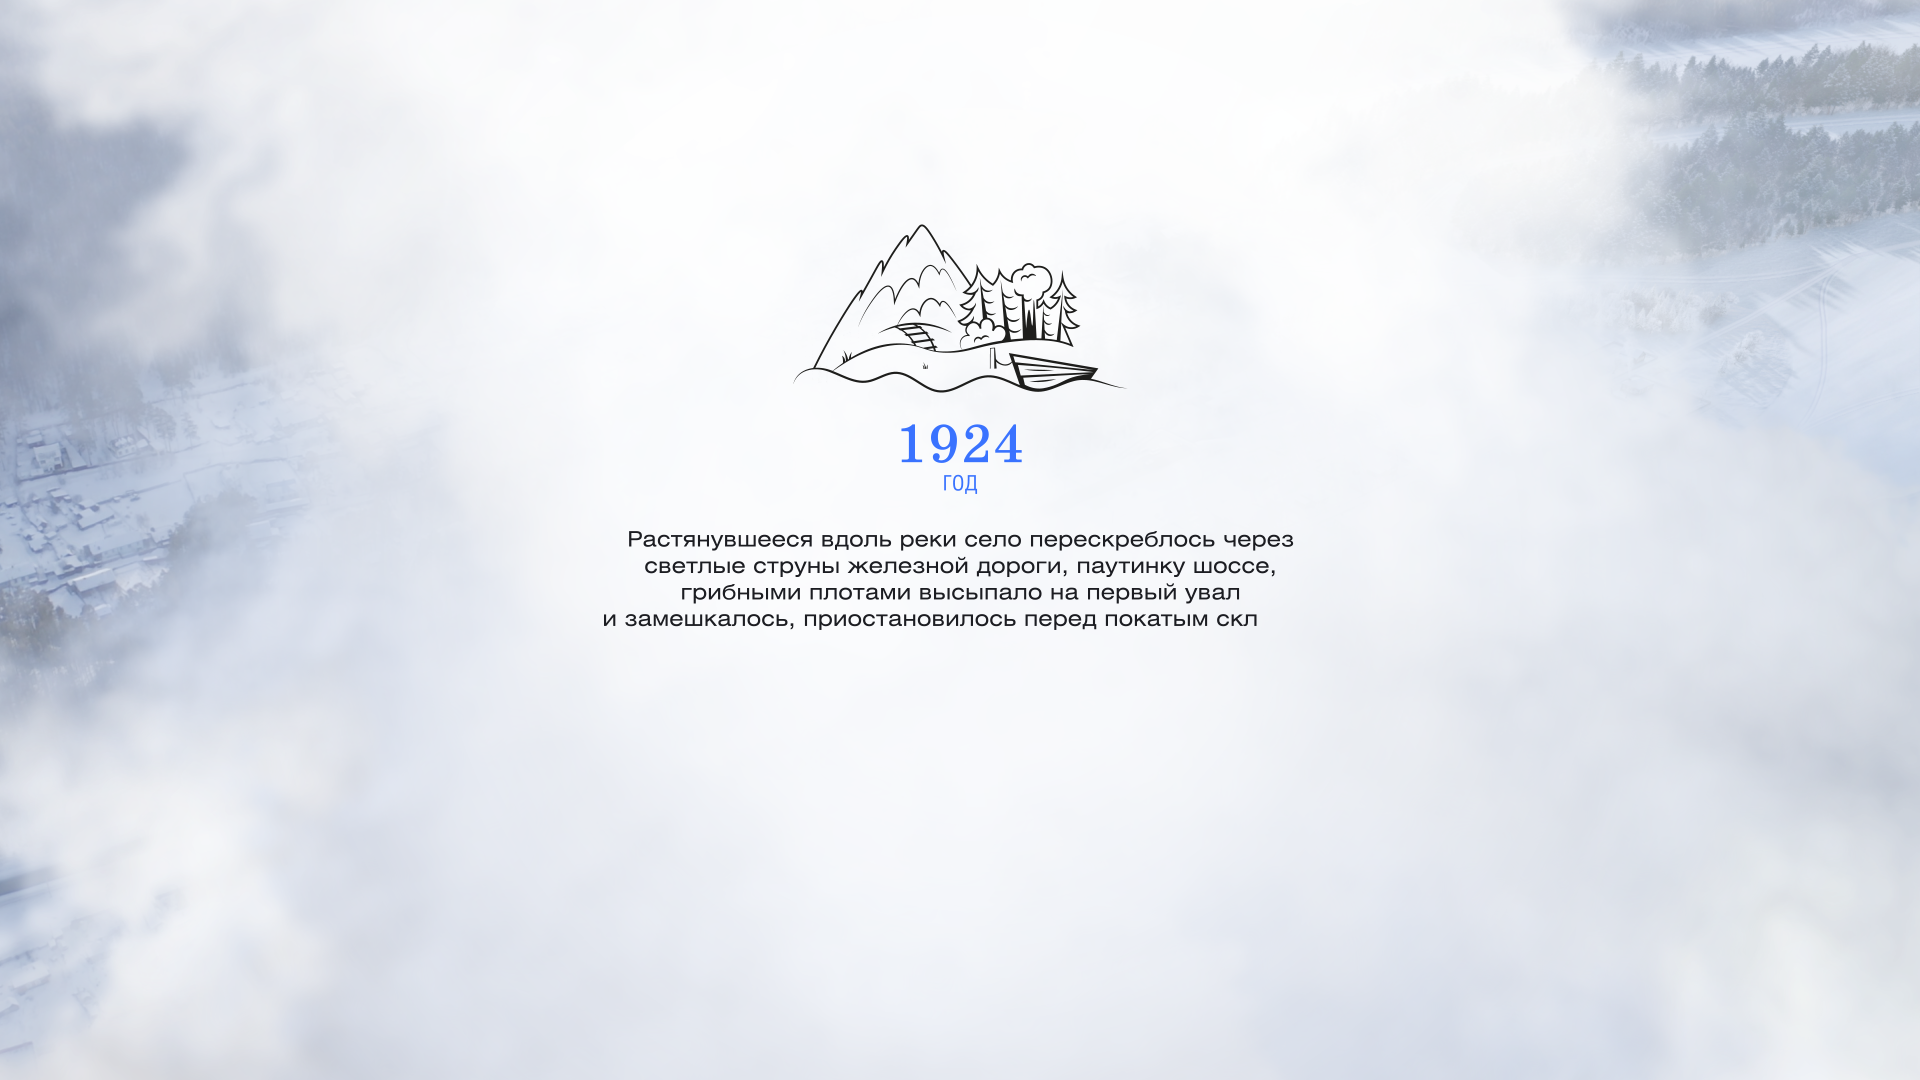 1924
ГОД
Растянувшееся вдоль реки село перескреблось через
светлые струны железной дороги, паутинку шоссе,
грибными плотами высыпало на первый увал
и замешкалось, приостановилось перед покатым скл